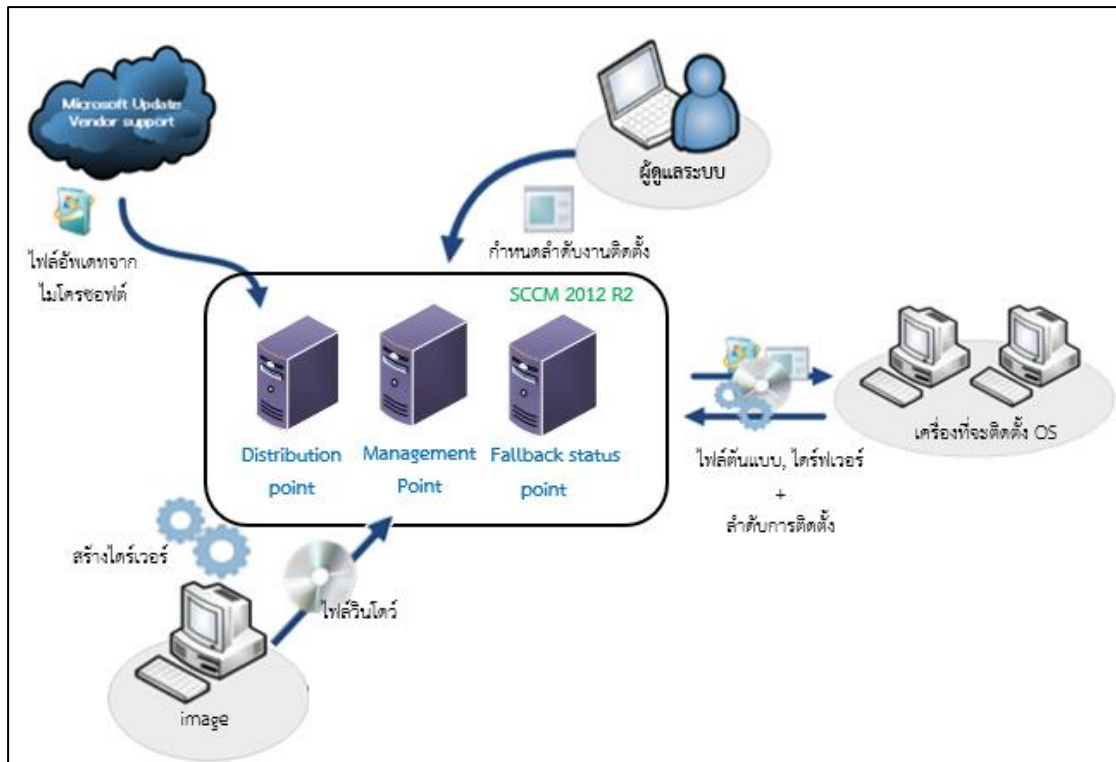 Microsoft Update
Vendor support
ผู้ดูแลระบบ
ไฟล์อัพเดทจาก
ไมโครซอฟต์
กำหนดลำดับงานติดตั้ง
SCCM 2012 R2
Distribution
point
Management
Point
Fallback status
point
เครื่องที่จะติดตั้ง OS
ไฟล์ต้นแบบ, ไดร์ฟเวอร์
+
ลำดับการติดตั้ง
สร้างไดร์เวอร์
ไฟล์วินโดว์
image